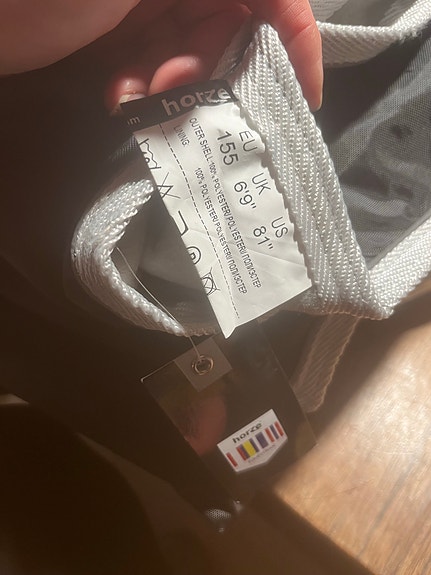 horze
EU UK US
155 6'9" 81"
OUTER SHELL: 100% POLYESTER/ POLYESTER/ ПОЛИЭСТЕР
LINING:
100% POLYESTER/ POLYESTER/ ПОЛИЭСТЕР
E
horze